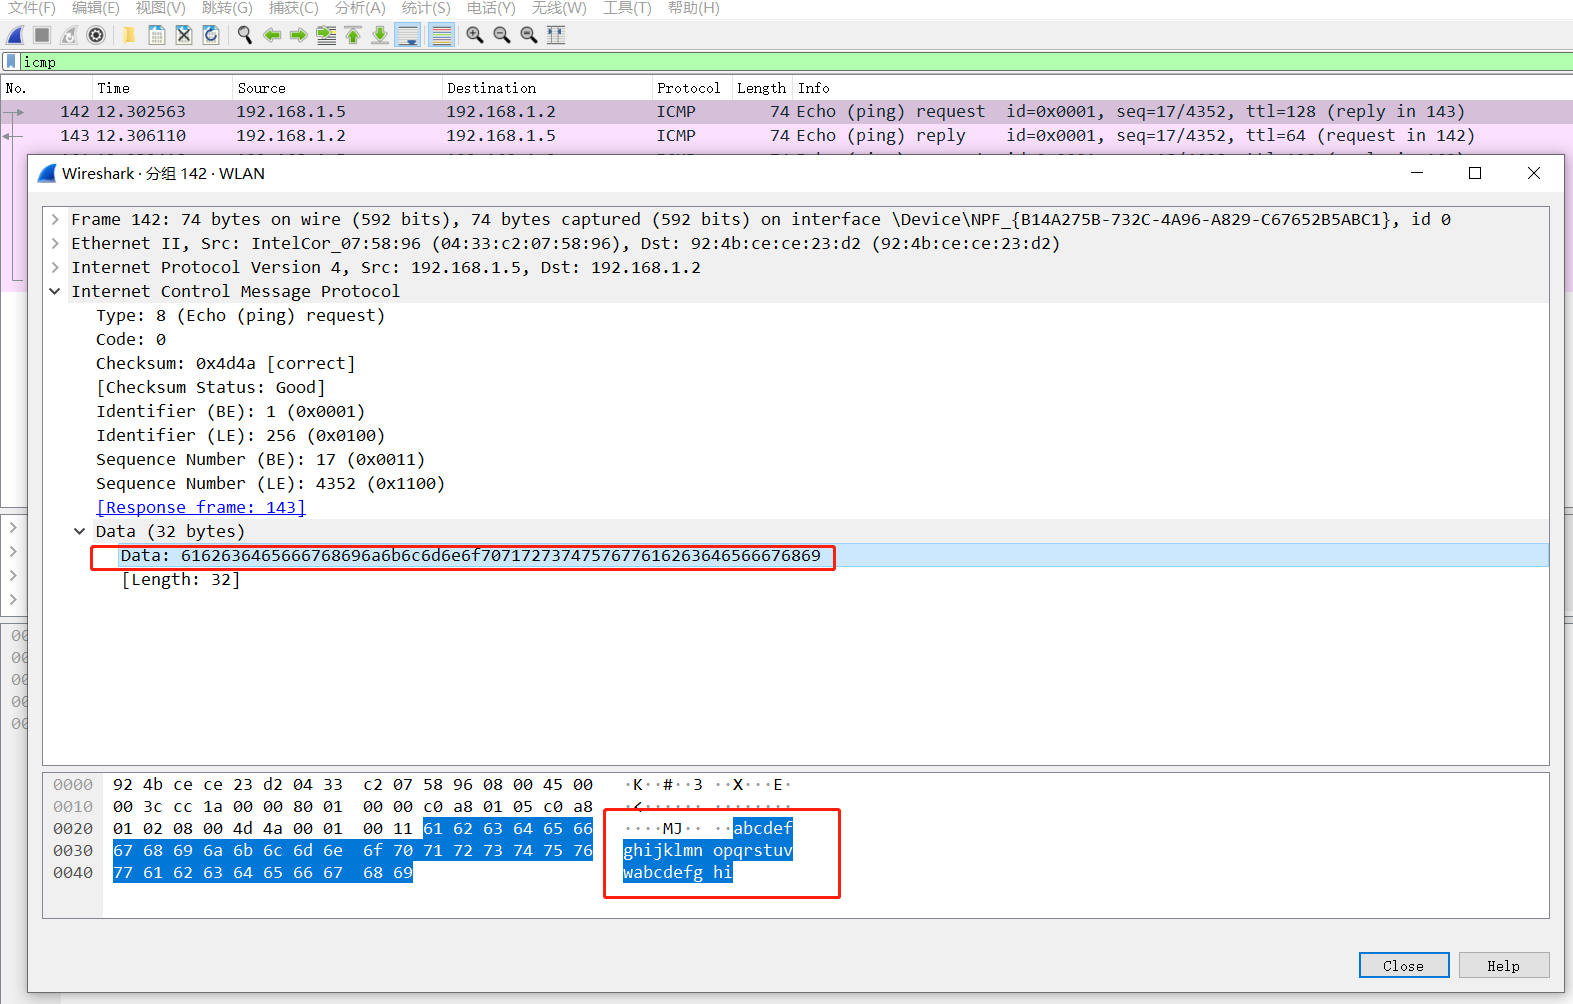 文件(F) 编辑(E) 视图(V) 跳转(G) 捕获(C) 分析(A) 统计(S) 电话(Y) 无线(W) 工具(T) 帮助(H)
icmp
No. Time Source Destination Protocol Length Info
142 12.302563 192.168.1.5 192.168.1.2 ICMP 74 Echo (ping) request id=0x0001, seq=17/4352, ttl=128 (reply in 143)
143 12.306110 192.168.1.2 192.168.1.5 ICMP 74 Echo (ping) reply id=0x0001, seq=17/4352, ttl=64 (request in 142)
Wireshark · 分组 142 · WLAN
Frame 142: 74 bytes on wire (592 bits), 74 bytes captured (592 bits) on interface \Device\NPF_{B14A275B-732C-4A96-A829-C67652B5ABC1}, id 0
Ethernet II, Src: IntelCor_07:58:96 (04:33:c2:07:58:96), Dst: 92:4b:ce:ce:23:d2 (92:4b:ce:ce:23:d2)
Internet Protocol Version 4, Src: 192.168.1.5, Dst: 192.168.1.2
Internet Control Message Protocol
Type: 8 (Echo (ping) request)
Code: 0
Checksum: 0x4d4a [correct]
[Checksum Status: Good]
Identifier (BE): 1 (0x0001)
Identifier (LE): 256 (0x0100)
Sequence Number (BE): 17 (0x0011)
Sequence Number (LE): 4352 (0x1100)
[Response frame: 143]
Data (32 bytes)
Data: 6162636465666768696a6b6c6d6e6f7071727374757677616263646566676869
[Length: 32]
0000 92 4b ce ce 23 d2 04 33 c2 07 58 96 08 00 45 00 ·K··#··3 ··X···E·
0010 00 3c cc 1a 00 00 80 01 00 00 c0 a8 01 05 c0 a8 ·<······ ········
0020 01 02 08 00 4d 4a 00 01 00 11 61 62 63 64 65 66 ····MJ·· ··abcdef
0030 67 68 69 6a 6b 6c 6d 6e 6f 70 71 72 73 74 75 76 ghijklmn opqrstuv
0040 77 61 62 63 64 65 66 67 68 69 wabcdefg hi
Close Help